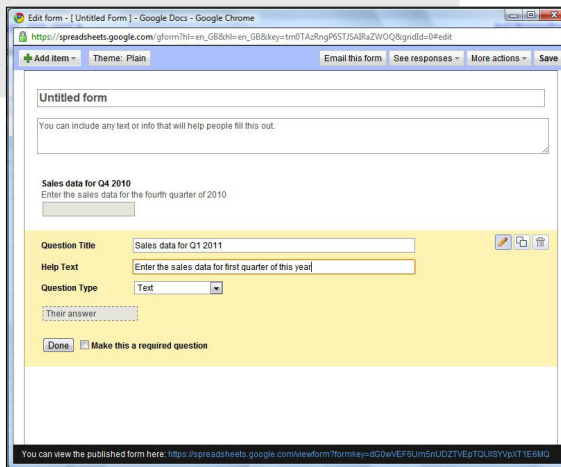 Edit form - [ Untitled Form ] - Google Docs - Google Chrome
https://spreadsheets.google.com/gform?hl=en_GB&hl=en_GB&key=tm0TAzRngP6STJSAIRaZWOQ&gridId=0#edit
Add item Theme: Plain Email this form See responses More actions Save
Untitled form
You can include any text or info that will help people fill this out.
Sales data for Q4 2010
Enter the sales data for the fourth quarter of 2010
Question Title Sales data for Q1 2011
Help Text Enter the sales data for first quarter of this year
Question Type Text
Their answer
Done Make this a required question
You can view the published form here: https://spreadsheets.google.com/viewform?formkey=dG0wVEF6Um5nUDZTVEpTQUlSYVpXT1E6MQ